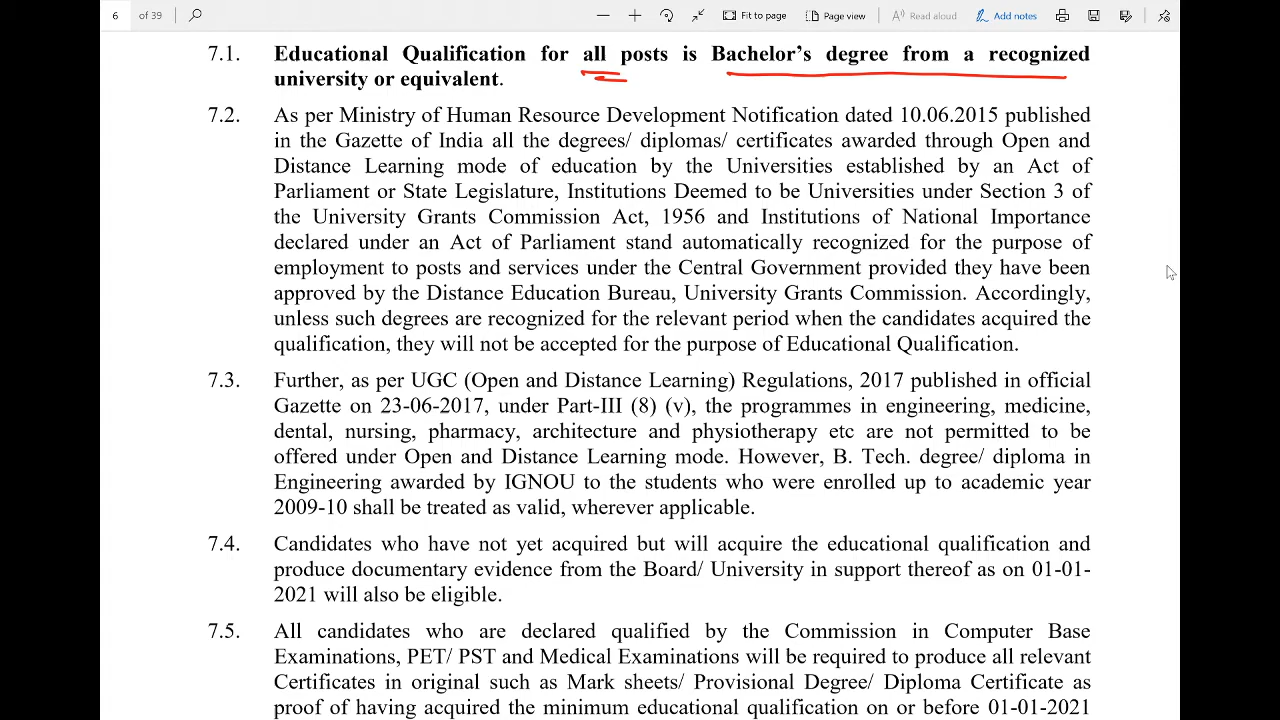 6 of 39 Fit to page Page view Read aloud Add notes
7.1. Educational Qualification for all posts is Bachelor's degree from a recognized
university or equivalent.
7.2. As per Ministry of Human Resource Development Notification dated 10.06.2015 published
in the Gazette of India all the degrees/ diplomas/ certificates awarded through Open and
Distance Learning mode of education by the Universities established by an Act of
Parliament or State Legislature, Institutions Deemed to be Universities under Section 3 of
the University Grants Commission Act, 1956 and Institutions of National Importance
declared under an Act of Parliament stand automatically recognized for the purpose of
employment to posts and services under the Central Government provided they have been
approved by the Distance Education Bureau, University Grants Commission. Accordingly,
unless such degrees are recognized for the relevant period when the candidates acquired the
qualification, they will not be accepted for the purpose of Educational Qualification.
7.3. Further, as per UGC (Open and Distance Learning) Regulations, 2017 published in official
Gazette on 23-06-2017, under Part-III (8) (v), the programmes in engineering, medicine,
dental, nursing, pharmacy, architecture and physiotherapy etc are not permitted to be
offered under Open and Distance Learning mode. However, B. Tech. degree/ diploma in
Engineering awarded by IGNOU to the students who were enrolled up to academic year
2009-10 shall be treated as valid, wherever applicable.
7.4. Candidates who have not yet acquired but will acquire the educational qualification and
produce documentary evidence from the Board/ University in support thereof as on 01-01-
2021 will also be eligible.
7.5. All candidates who are declared qualified by the Commission in Computer Base
Examinations, PET/ PST and Medical Examinations will be required to produce all relevant
Certificates in original such as Mark sheets/ Provisional Degree/ Diploma Certificate as
proof of having acquired the minimum educational qualification on or before 01-01-2021